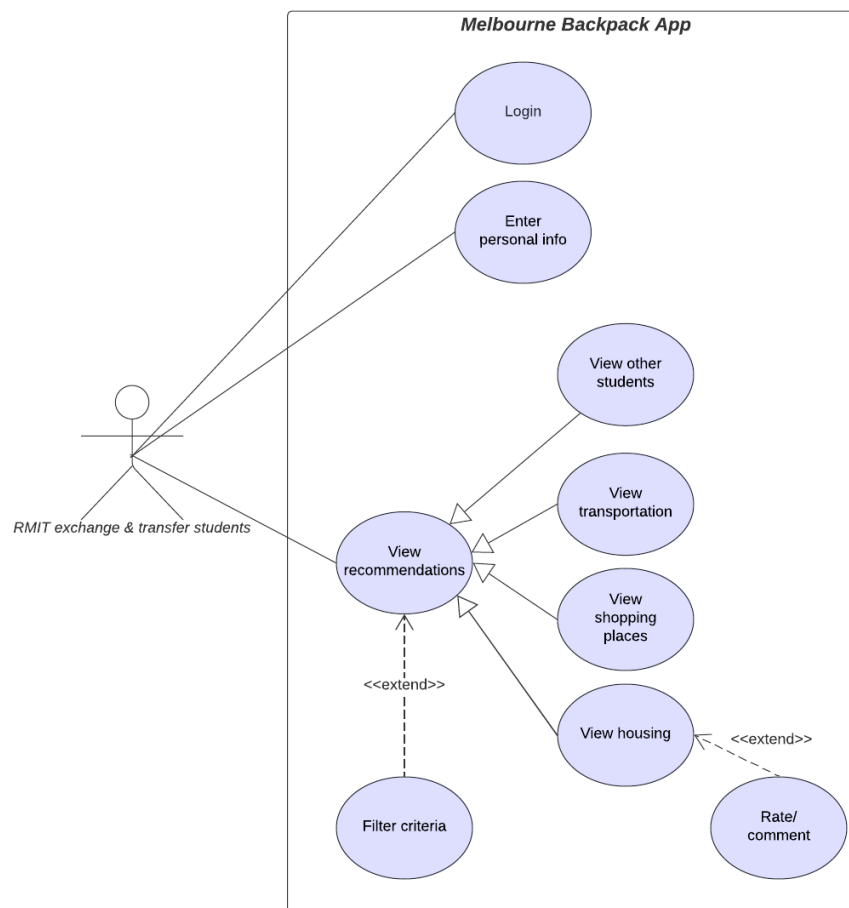 Melbourne Backpack App
Login
Enter
personal info
View other
students
View
transportation
RMIT exchange & transfer students
View
recommendations
View
shopping
places
<<extend>>
View housing
<<extend>>
Filter criteria
Rate/
comment